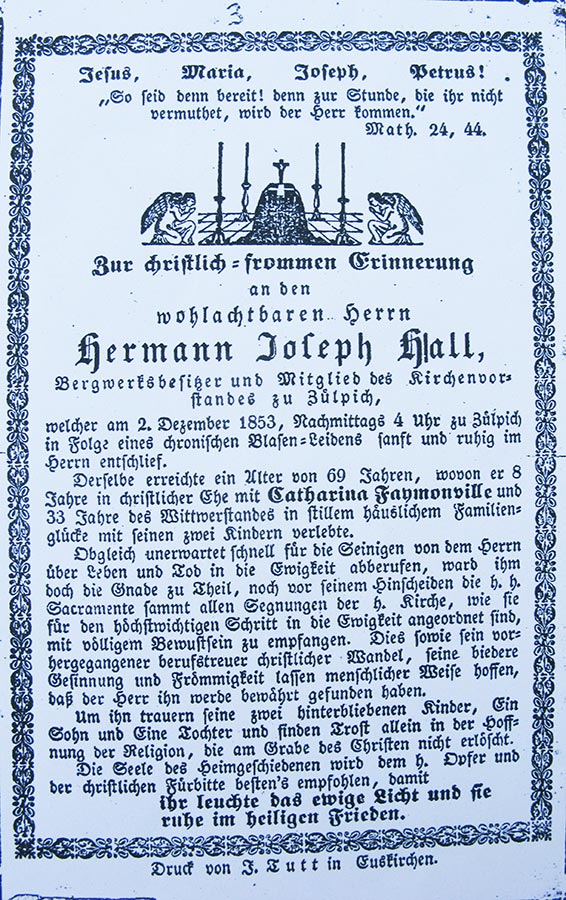 3
Jesus, Maria, Joseph, Petrus!
„So seid denn bereit! denn zur Stunde, die ihr nicht
vermuthet, wird der Herr kommen.“
Math. 24, 44.
Zur christlich=frommen Erinnerung
an den
wohlachtbaren Herrn
Hermann Joseph Hall,
Bergwerksbesitzer und Mitglied des Kirchenvor-
standes zu Zülpich,
welcher am 2. Dezember 1853, Nachmittags 4 Uhr zu Zülpich
in Folge eines chronischen Blasen-Leidens sanft und ruhig im
Herrn entschlief.
Derselbe erreichte ein Alter von 69 Jahren, wovon er 8
Jahre in christlicher Ehe mit Catharina Faymonville und
33 Jahre des Wittwerstandes in stillem häuslichem Familien-
glücke mit seinen zwei Kindern verlebte.
Obgleich unerwartet schnell für die Seinigen von dem Herrn
über Leben und Tod in die Ewigkeit abberufen, ward ihm
doch die Gnade zu Theil, noch vor seinem Hinscheiden die h. h.
Sacramente sammt allen Segnungen der h. Kirche, wie sie
für den höchstwichtigen Schritt in die Ewigkeit angeordnet sind,
mit völligem Bewustsein zu empfangen. Dies sowie sein vor-
hergegangener berufstreuer christlicher Wandel, seine biedere
Gesinnung und Frömmigkeit lassen menschlicher Weise hoffen,
daß der Herr ihn werde bewährt gefunden haben.
Um ihn trauern seine zwei hinterbliebenen Kinder, Ein
Sohn und Eine Tochter und finden Trost allein in der Hoff-
nung der Religion, die am Grabe des Christen nicht erlöscht.
Die Seele des Heimgeschiedenen wird dem h. Opfer und
der christlichen Fürbitte besten's empfohlen, damit
ihr leuchte das ewige Licht und sie
ruhe im heiligen Frieden.
Druck von J. Tutt in Euskirchen.